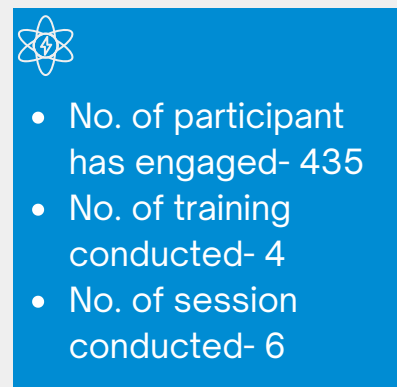 • No. of participant
has engaged- 435
• No. of training
conducted- 4
• No. of session
conducted- 6